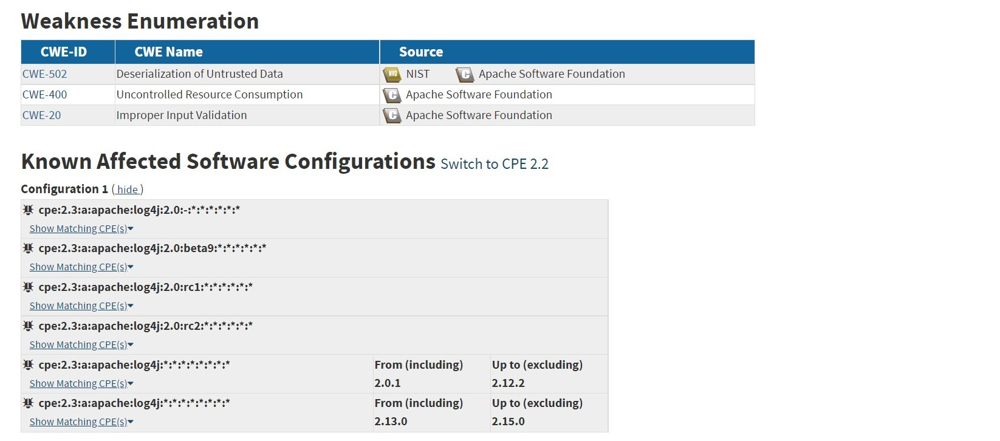 Weakness Enumeration
CWE-ID CWE Name Source
CWE-502 Deserialization of Untrusted Data NVD NIST C Apache Software Foundation
CWE-400 Uncontrolled Resource Consumption C Apache Software Foundation
CWE-20 Improper Input Validation C Apache Software Foundation
Known Affected Software Configurations Switch to CPE 2.2
Configuration 1 ( hide )
cpe:2.3:a:apache:log4j:2.0:-:*:*:*:*:*:*
Show Matching CPE(s)
cpe:2.3:a:apache:log4j:2.0:beta9:*:*:*:*:*:*
Show Matching CPE(s)
cpe:2.3:a:apache:log4j:2.0:rc1:*:*:*:*:*:*
Show Matching CPE(s)
cpe:2.3:a:apache:log4j:2.0:rc2:*:*:*:*:*:*
Show Matching CPE(s)
cpe:2.3:a:apache:log4j:*:*:*:*:*:*:*:* From (including) Up to (excluding)
Show Matching CPE(s) 2.0.1 2.12.2
cpe:2.3:a:apache:log4j:*:*:*:*:*:*:*:* From (including) Up to (excluding)
Show Matching CPE(s) 2.13.0 2.15.0